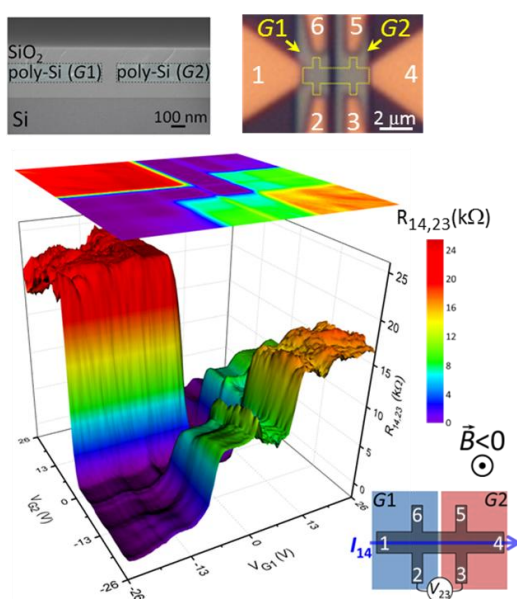 SiO2
poly-Si (G1) poly-Si (G2)
Si
100 nm
G1 6 5 G2
1 4
2 3
2 µm
R14,23(kΩ)
24
20
16
12
8
4
0
25
20
15
10
5
0
R14,23 (kΩ)
26
13
0
-13
-26
VG2 (V)
-26
-13
0
13
26
VG1 (V)
B<0
G1 G2
6 5
1 4
I14
2 3
V23